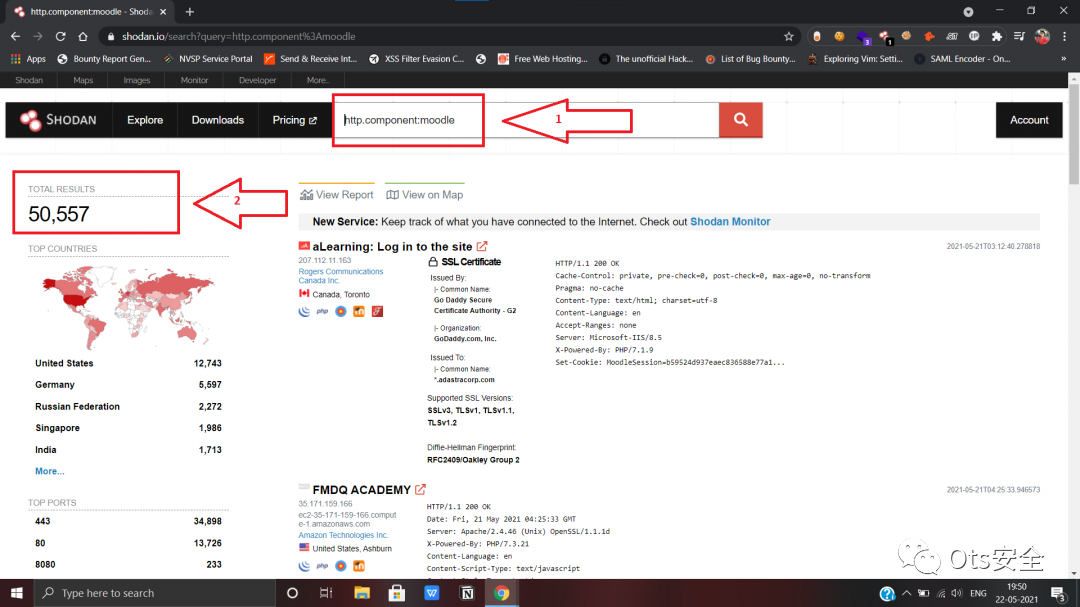 moodle - Shodan
shodan.io/search?query=http.component%3Amoodle
3
1
Apps
Bounty Report Gen...
NVSP Service Portal
Send & Receive Int...
XSS Filter Evasion C...
Free Web Hosting...
The unofficial Hack...
List of Bug Bounty...
Exploring Vim: Setti...
SAML Encoder - On...
»
Shodan
Maps
Images
Monitor
Developer
More...
SHODAN
Explore
Downloads
Pricing
http.component:moodle
1
Account
TOTAL RESULTS
50,557
2
TOP COUNTRIES
United States 12,743
Germany 5,597
Russian Federation 2,272
Singapore 1,986
India 1,713
More...
TOP PORTS
443 34,898
80 13,726
8080 233
View Report
View on Map
New Service: Keep track of what you have connected to the Internet. Check out Shodan Monitor
aLearning: Log in to the site
2021-05-21T03:12:40.278818
207.112.11.163
Rogers Communications
Canada Inc.
Canada, Toronto
php
SSL Certificate
Issued By:
|- Common Name:
Go Daddy Secure
Certificate Authority - G2
|- Organization:
GoDaddy.com, Inc.
Issued To:
|- Common Name:
*.adastracorp.com
Supported SSL Versions:
SSLv3, TLSv1, TLSv1.1,
TLSv1.2
Diffie-Hellman Fingerprint:
RFC2409/Oakley Group 2
HTTP/1.1 200 OK
Cache-Control: private, pre-check=0, post-check=0, max-age=0, no-transform
Pragma: no-cache
Content-Type: text/html; charset=utf-8
Content-Language: en
Accept-Ranges: none
Server: Microsoft-IIS/8.5
X-Powered-By: PHP/7.1.9
Set-Cookie: MoodleSession=b59524d937eaec836588e77a1...
FMDQ ACADEMY
2021-05-21T04:25:33.946573
35.171.159.166
ec2-35-171-159-166.comput
e-1.amazonaws.com
Amazon Technologies Inc.
United States, Ashburn
php
HTTP/1.1 200 OK
Date: Fri, 21 May 2021 04:25:33 GMT
Server: Apache/2.4.46 (Unix) OpenSSL/1.1.1d
X-Powered-By: PHP/7.3.21
Content-Language: en
Content-Script-Type: text/javascript
Ots安全
Type here to search
ENG
19:50
22-05-2021
3